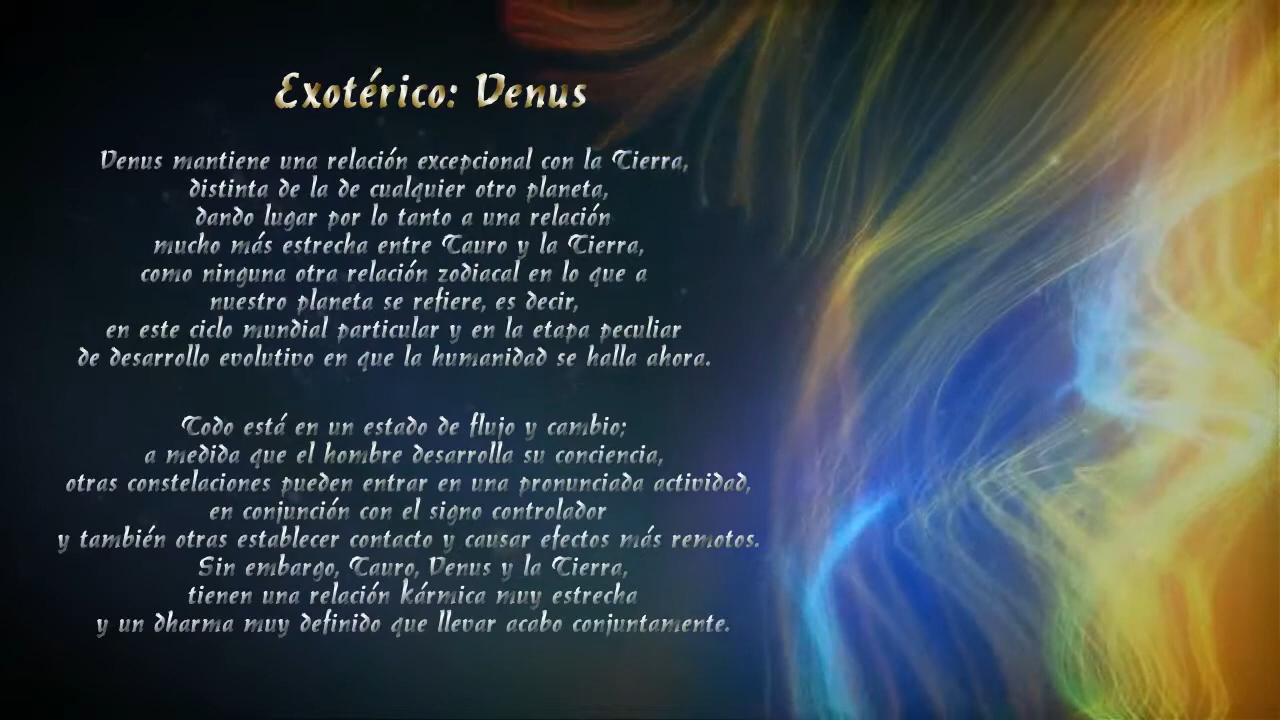 Exotérico: Venus
Venus mantiene una relación excepcional con la Tierra,
distinta de la de cualquier otro planeta,
dando lugar por lo tanto a una relación
mucho más estrecha entre Tauro y la Tierra,
como ninguna otra relación zodiacal en lo que a
nuestro planeta se refiere, es decir,
en este ciclo mundial particular y en la etapa peculiar
de desarrollo evolutivo en que la humanidad se halla ahora.
Todo está en un estado de flujo y cambio;
a medida que el hombre desarrolla su conciencia,
otras constelaciones pueden entrar en una pronunciada actividad,
en conjunción con el signo controlador
y también otras establecer contacto y causar efectos más remotos.
Sin embargo, Tauro, Venus y la Tierra,
tienen una relación kármica muy estrecha
y un dharma muy definido que llevar acabo conjuntamente.